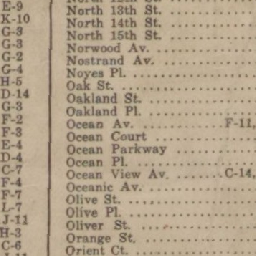 E-9 North 13th St.
K-10 North 14th St.
G-3 North 15th St.
G-3 Norwood Av.
G-2 Nostrand Av.
G-4 Noyes Pl.
H-5 Oak St.
D-14 Oakland St.
G-3 Oakland Pl.
F-2 Ocean Av. F-11,
F-3 Ocean Court
E-4 Ocean Parkway
D-4 Ocean Pl.
C-7 Ocean View Av C-14,
F-4 Oceanic Av.
F-7 Olive St.
L-7 Olive Pl.
J-11 Oliver St.
H-3 Orange St.
C-6 Orient Ct.